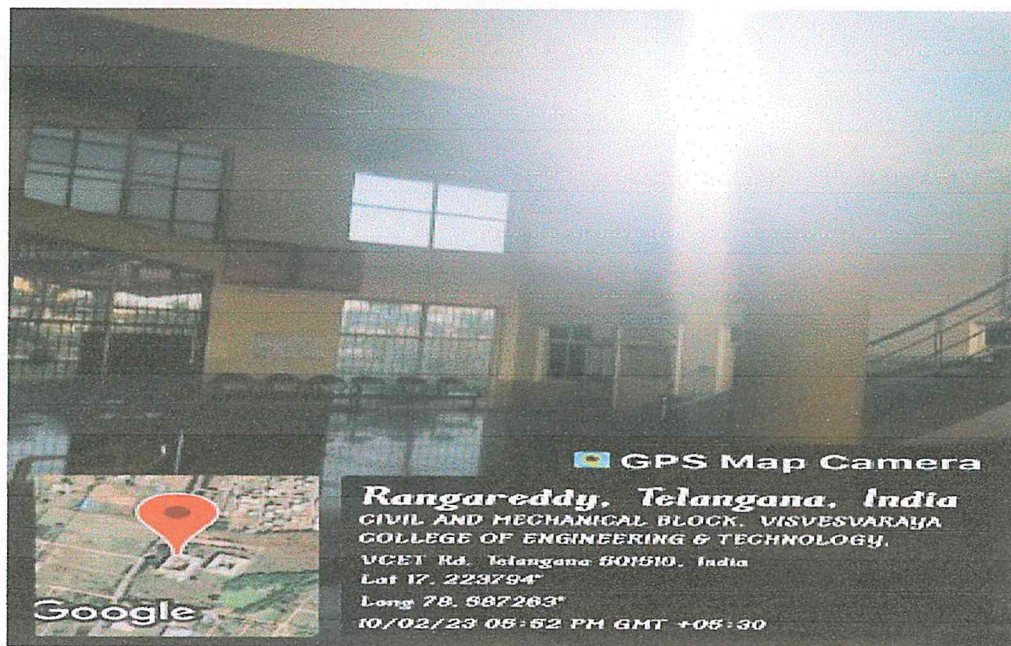 GPS Map Camera
Rangareddy, Telangana, India
CIVIL AND MECHANICAL BLOCK, VISVESVARAYA
COLLEGE OF ENGINEERING & TECHNOLOGY,
VCET Rd, Telangana 501510, India
Lat 17.223794°
Long 78.587263°
10/02/23 05:52 PM GMT +05:30
Google